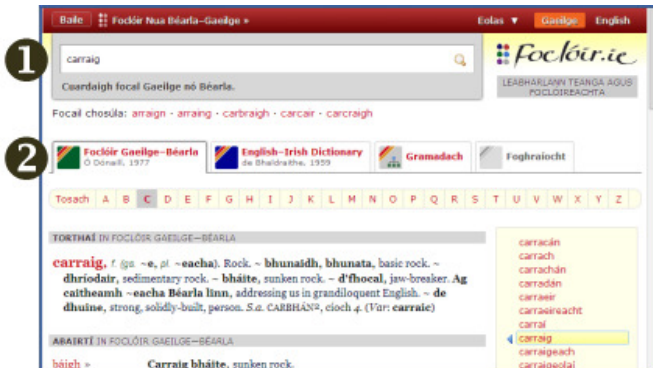 Baile Foclóir Nua Béarla-Gaeilge » Eolas ▼ Gaeilge English
1
carraig
Cuardaigh focal Gaeilge nó Béarla.
Foclóir.ie
LEABHARLANN TEANGA AGUS
FOCLÓIREACHTA
Focail chosúla: arraign · arraing · carbraigh · carcair · carcraigh
2
Foclóir Gaeilge-Béarla
Ó Dónaill, 1977
English-Irish Dictionary
de Bhaldraithe, 1959
Gramadach
Foghraíocht
Tosach A B C D E F G H I J K L M N O P Q R S T U V W X Y Z
TORTHAÍ IN FOCLÓIR GAEILGE—BÉARLA
carraig, f. (gs. ~e, pl. ~eacha). Rock. ~ bhunaidh, bhunata, basic rock. ~
dhríodair, sedimentary rock. ~ bháite, sunken rock. ~ d'fhocal, jaw-breaker. Ag
caitheamh ~eacha Béarla linn, addressing us in grandiloquent English. ~ de
dhuine, strong, solidly-built, person. S.a. CARBHÁN², cloch 4. (Var: carraic)
ABAIRTÍ IN FOCLÓIR GAEILGE—BÉARLA
báigh » Carraig bháite, sunken rock.
carracán
carrach
carrachán
carradán
carraeir
carraeireacht
carraí
carraig
carraigeach
carraigeolaí